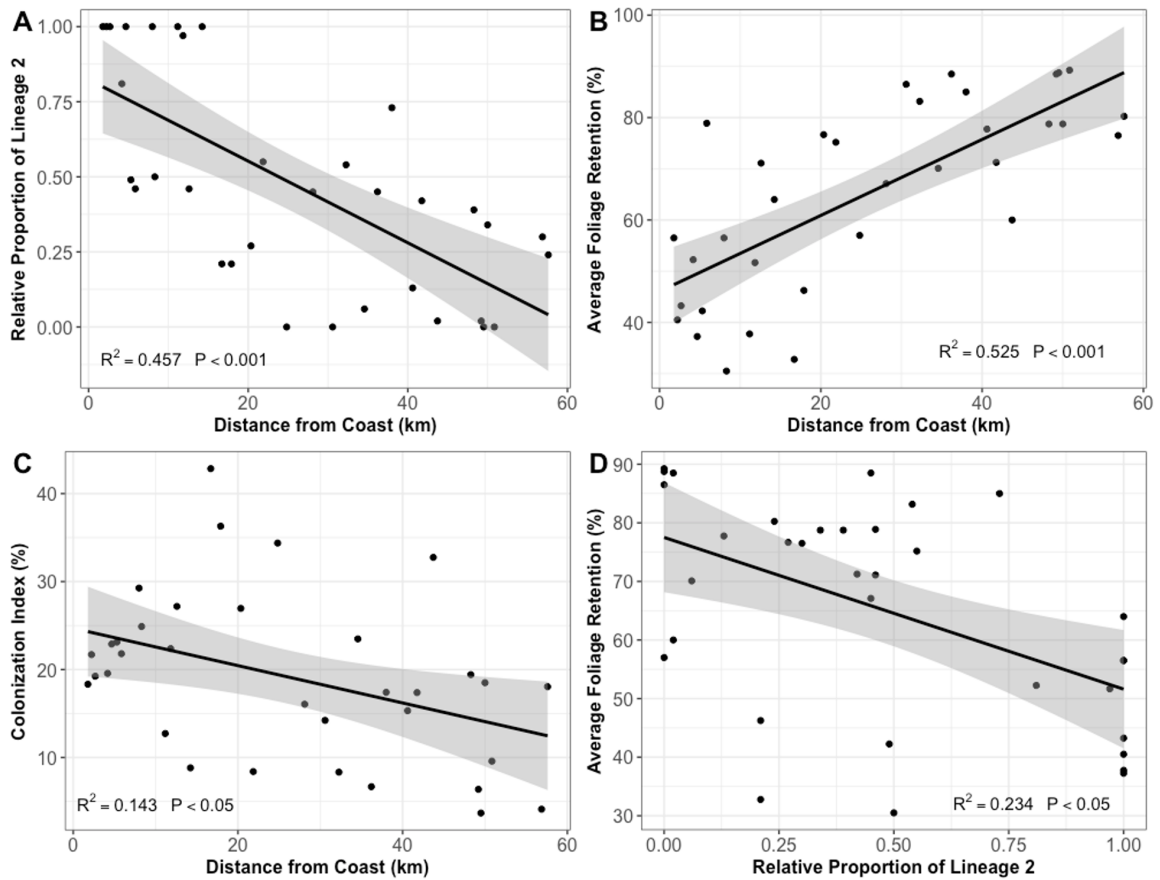 A
Relative Proportion of Lineage 2
1.00
0.75
0.50
0.25
0.00
R² = 0.457 P < 0.001
0 20 40 60
Distance from Coast (km)
B
Average Foliage Retention (%)
100
80
60
40
R² = 0.525 P < 0.001
0 20 40 60
Distance from Coast (km)
C
Colonization Index (%)
40
30
20
10
R² = 0.143 P < 0.05
0 20 40 60
Distance from Coast (km)
D
Average Foliage Retention (%)
90
80
70
60
50
40
30
R² = 0.234 P < 0.05
0.00 0.25 0.50 0.75 1.00
Relative Proportion of Lineage 2